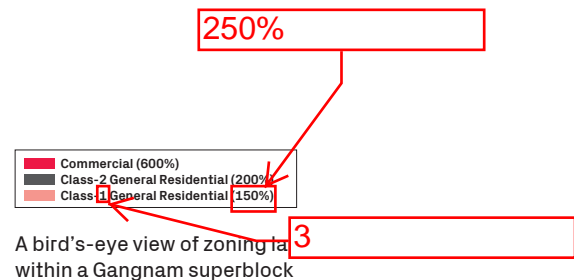 250%
Commercial (600%)
Class-2 General Residential (200%
Class-1 General Residential (150%)
3
A bird's-eye view of zoning la
within a Gangnam superblock